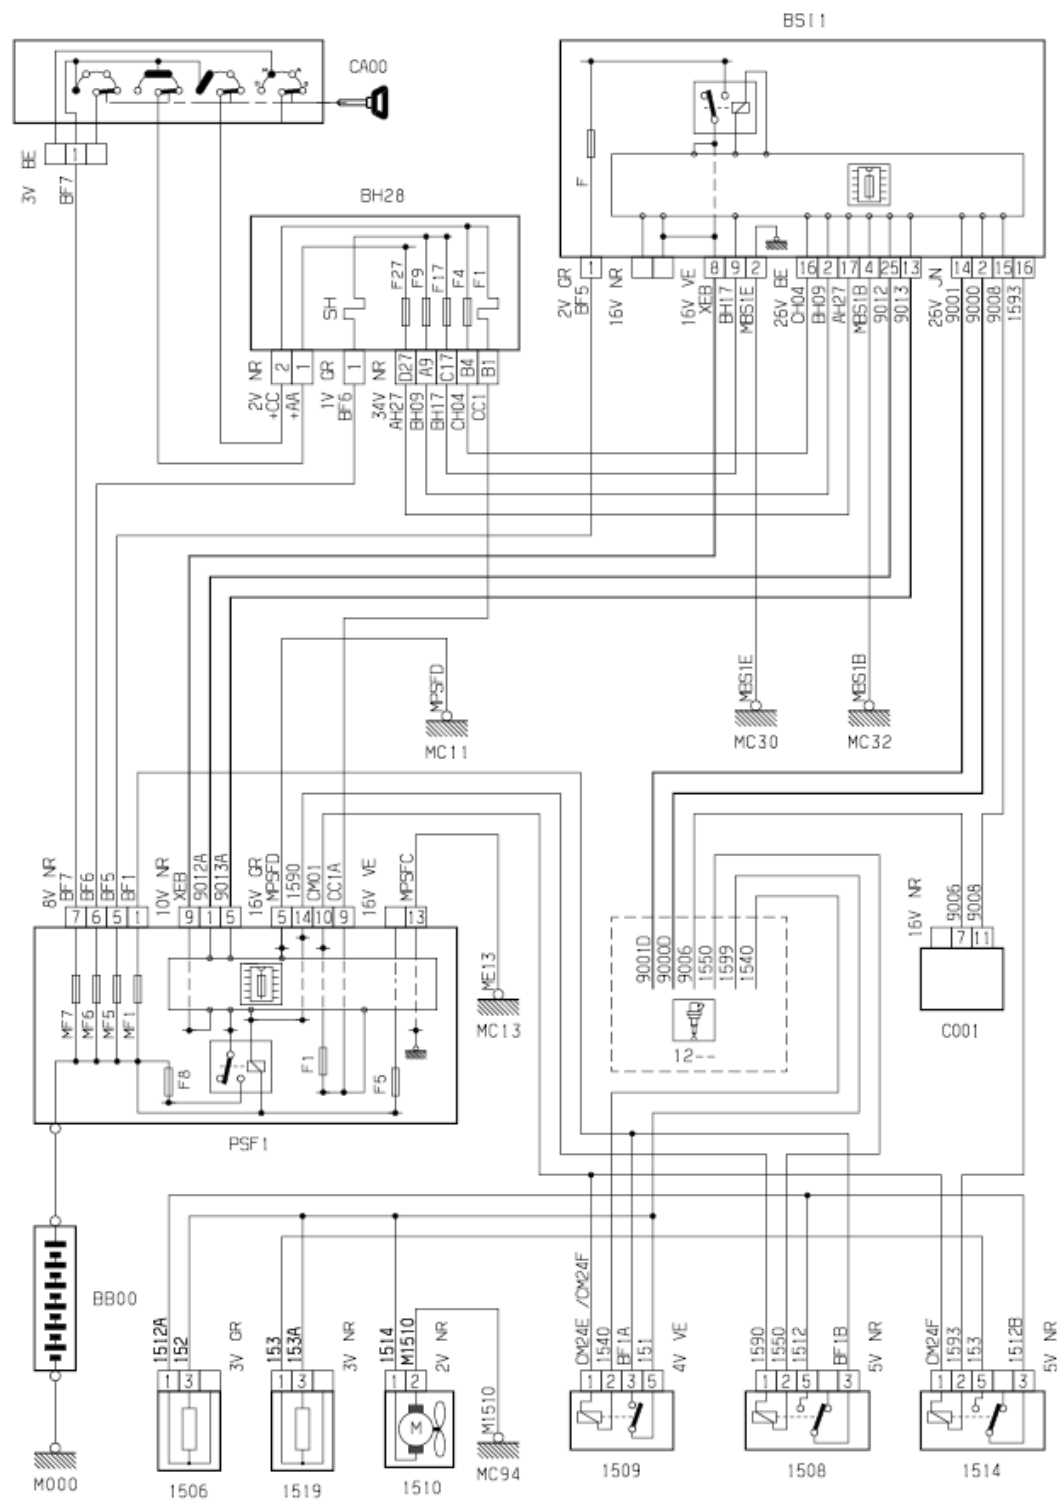 BSI1
CA00
3V BE
1
BF7
BH28
F27
F9
F17
F4
F1
SH
F
2V NR
2
1
+CC
+AA
1V GR
1
BF6
34V NR
D27
A9
C17
B4
B1
AH27
BH09
BH17
CH04
CC1
2V GR
1
BF5
16V NR
16V VE
8
9
2
XEB
BH17
MBS1E
26V BE
16
2
17
4
25
13
CH04
BH09
AH27
MBS1B
9012
9013
26V JN
14
2
15
16
9001
9000
9008
1593
MPSFD
MC11
MBS1E
MC30
MBS1B
MC32
8V NR
BF7
BF6
BF5
BF1
7
6
5
1
10V NR
XEB
9012A
9013A
9
1
5
16V GR
MPSFD
1590
CM01
CC1A
5
14
10
9
16V VE
MPSFC
13
ME13
MC13
MF7
MF6
MF5
MF1
F8
F1
F5
PSF1
9001D
9000D
9006
1550
1599
1540
12--
16V NR
9006
9008
7
11
C001
BB00
M000
1512A
152
3V GR
1
3
1506
153
153A
3V NR
1
3
1519
1514
M1510
2V NR
1
2
M
1510
M1510
MC94
CM24E /CM24F
1540
BF1A
151
4V VE
1
2
3
5
1509
1590
1550
1512
BF1B
5V NR
1
2
5
3
1508
CM24F
1593
153
1512B
5V NR
1
2
5
3
1514